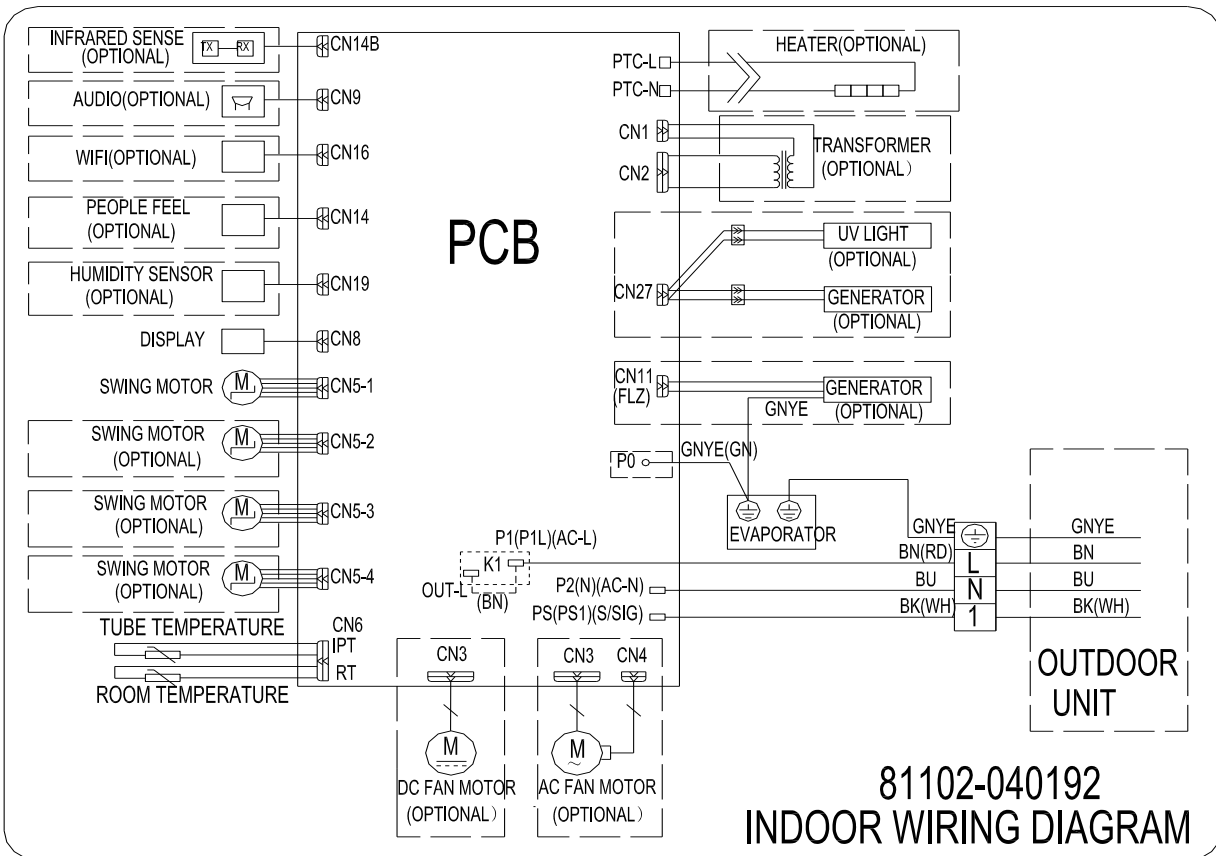 INFRARED SENSE
(OPTIONAL)
TX
RX
CN14B
AUDIO(OPTIONAL)
CN9
WIFI(OPTIONAL)
CN16
PEOPLE FEEL
(OPTIONAL)
CN14
HUMIDITY SENSOR
(OPTIONAL)
CN19
DISPLAY
CN8
SWING MOTOR
M
CN5-1
SWING MOTOR
(OPTIONAL)
M
CN5-2
SWING MOTOR
(OPTIONAL)
M
CN5-3
SWING MOTOR
(OPTIONAL)
M
CN5-4
TUBE TEMPERATURE
CN6
IPT
RT
ROOM TEMPERATURE
PCB
PTC-L
PTC-N
HEATER(OPTIONAL)
CN1
CN2
TRANSFORMER
(OPTIONAL)
CN27
UV LIGHT
(OPTIONAL)
GENERATOR
(OPTIONAL)
CN11
(FLZ)
GENERATOR
(OPTIONAL)
GNYE
P0
GNYE(GN)
EVAPORATOR
P1(P1L)(AC-L)
K1
OUT-L
(BN)
P2(N)(AC-N)
PS(PS1)(S/SIG)
GNYE
BN(RD)
BU
BK(WH)
L
N
1
GNYE
BN
BU
BK(WH)
OUTDOOR
UNIT
CN3
M
DC FAN MOTOR
(OPTIONAL)
CN3
CN4
M
~
AC FAN MOTOR
(OPTIONAL)
81102-040192
INDOOR WIRING DIAGRAM